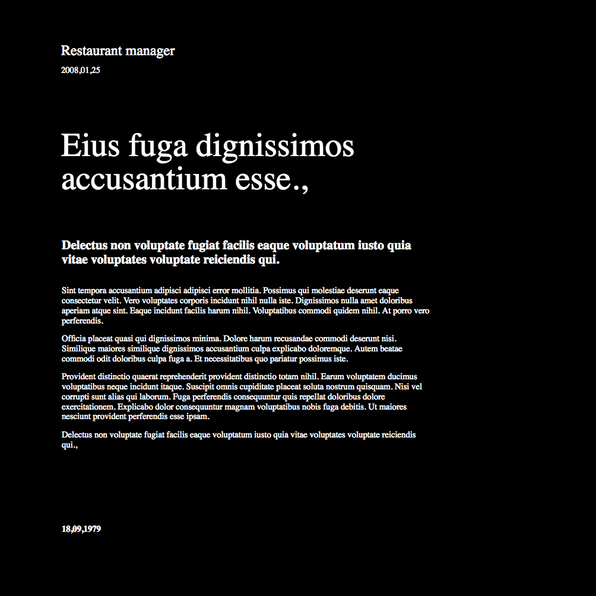 Restaurant manager
2008,01,25
Eius fuga dignissimos
accusantium esse.,
Delectus non voluptate fugiat facilis eaque voluptatum iusto quia
vitae voluptates voluptate reiciendis qui.
Sint tempora accusantium adipisci adipisci error mollitia. Possimus qui molestiae deserunt eaque
consectetur velit. Vero voluptates corporis incidunt nihil nulla iste. Dignissimos nulla amet doloribus
aperiam atque sint. Eaque incidunt facilis harum nihil. Voluptatibus commodi quidem nihil. At porro vero
perferendis.
Officia placeat quasi qui dignissimos minima. Dolore harum recusandae commodi deserunt nisi.
Similique maiores similique dignissimos accusantium culpa explicabo doloremque. Autem beatae
commodi odit doloribus culpa fuga a. Et necessitatibus quo pariatur possimus iste.
Provident distinctio quaerat reprehenderit provident distinctio totam nihil. Earum voluptatem ducimus
voluptatibus neque incidunt itaque. Suscipit omnis cupiditate placeat soluta nostrum quisquam. Nisi vel
corrupti sunt alias qui laborum. Fuga perferendis consequuntur quis repellat doloribus dolore
exercitationem. Explicabo dolor consequuntur magnam voluptatibus nobis fuga debitis. Ut maiores
nesciunt provident perferendis esse ipsam.
Delectus non voluptate fugiat facilis eaque voluptatum iusto quia vitae voluptates voluptate reiciendis
qui.,
18,09,1979